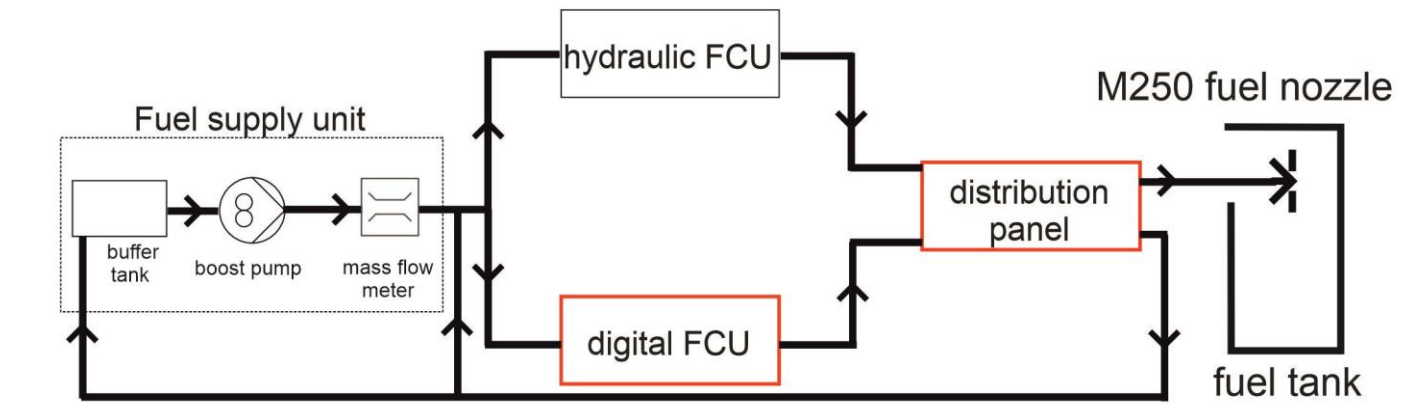 hydraulic FCU
M250 fuel nozzle
Fuel supply unit
distribution
panel
buffer
tank
boost pump
mass flow
meter
digital FCU
fuel tank